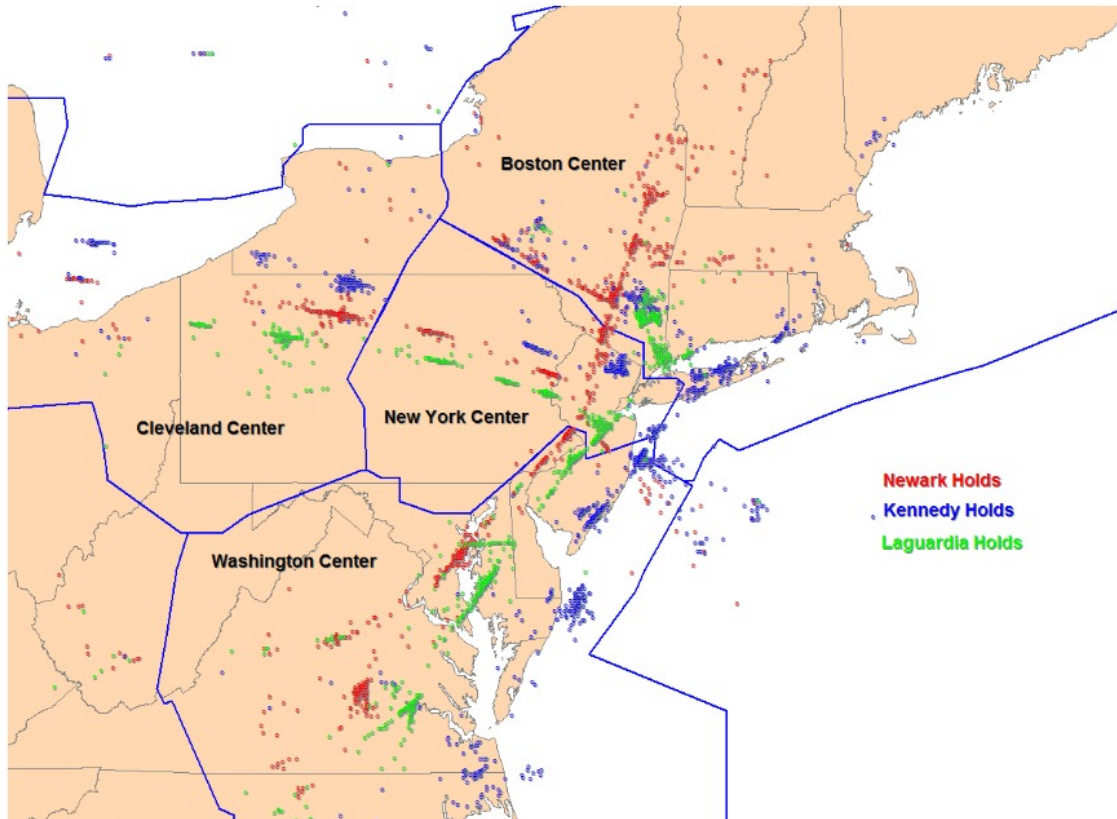 Boston Center
Cleveland Center
New York Center
Newark Holds
Kennedy Holds
Laguardia Holds
Washington Center